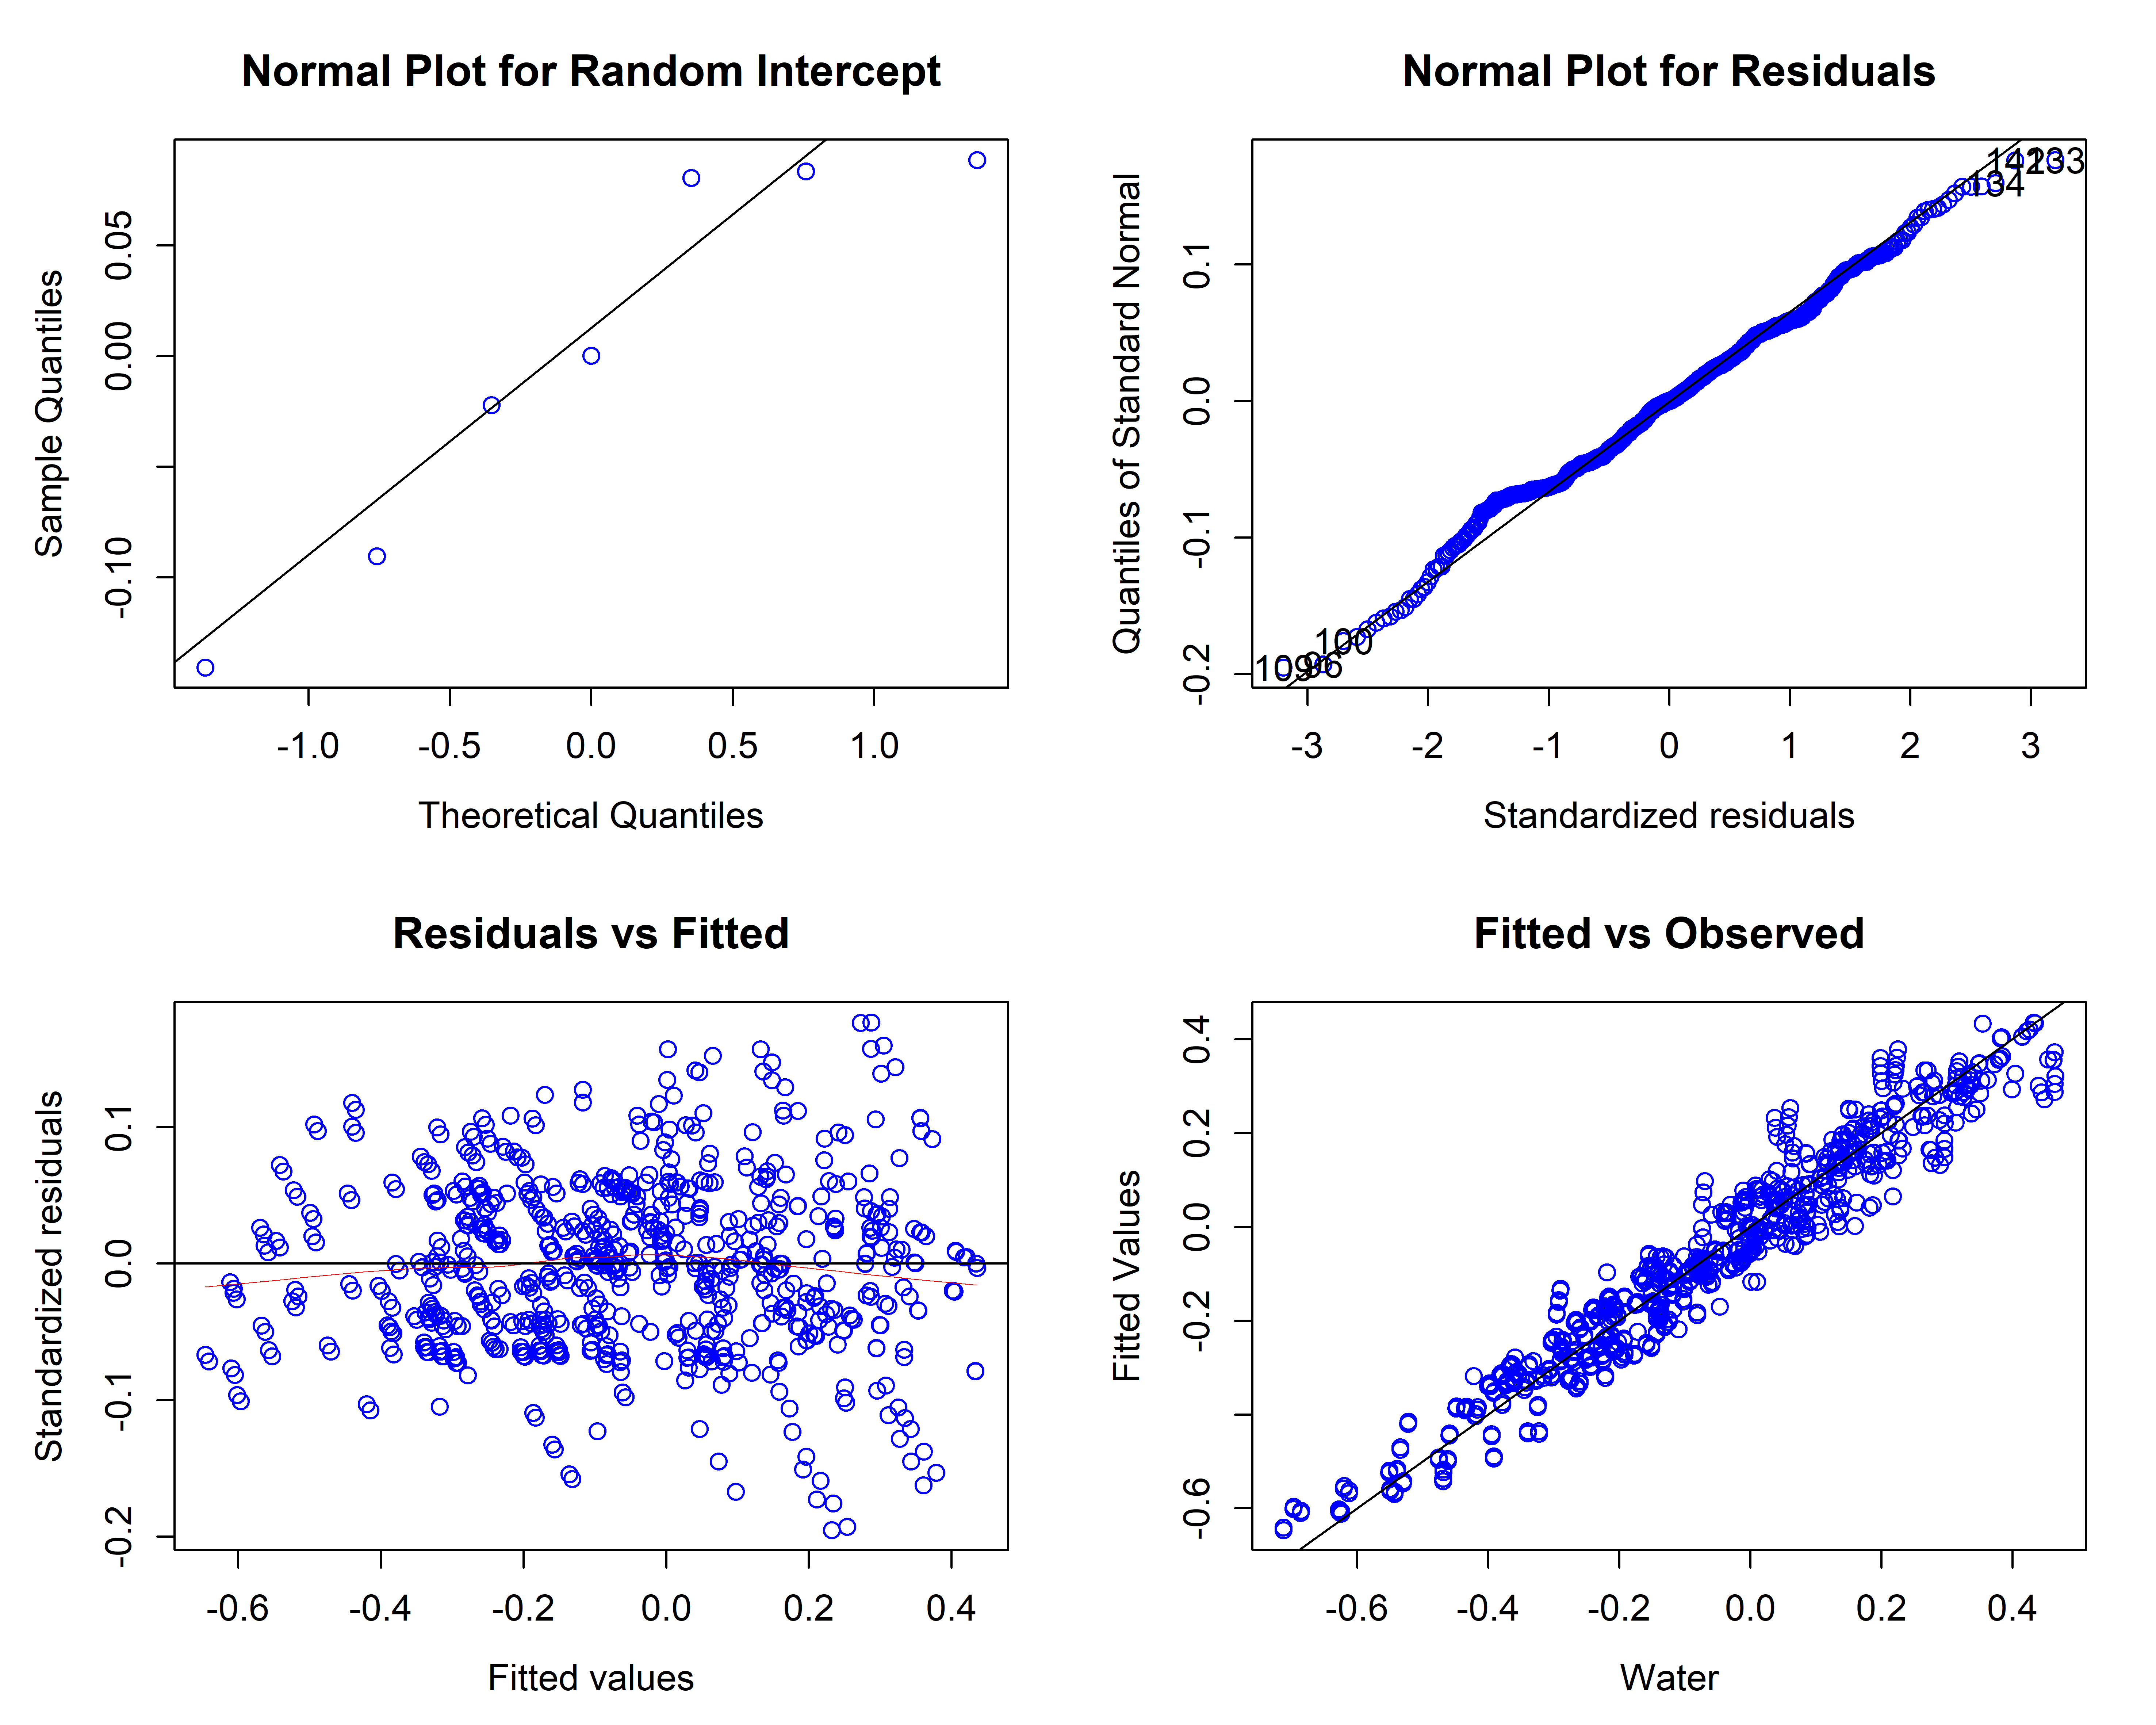 Normal Plot for Random Intercept
Sample Quantiles
0.05
0.00
-0.10
-1.0 -0.5 0.0 0.5 1.0
Theoretical Quantiles
Normal Plot for Residuals
Quantiles of Standard Normal
0.1
0.0
-0.1
-0.2
133
134
100
109
-3 -2 -1 0 1 2 3
Standardized residuals
Residuals vs Fitted
Standardized residuals
0.1
0.0
-0.1
-0.2
-0.6 -0.4 -0.2 0.0 0.2 0.4
Fitted values
Fitted vs Observed
Fitted Values
0.4
0.2
0.0
-0.2
-0.6
-0.6 -0.4 -0.2 0.0 0.2 0.4
Water